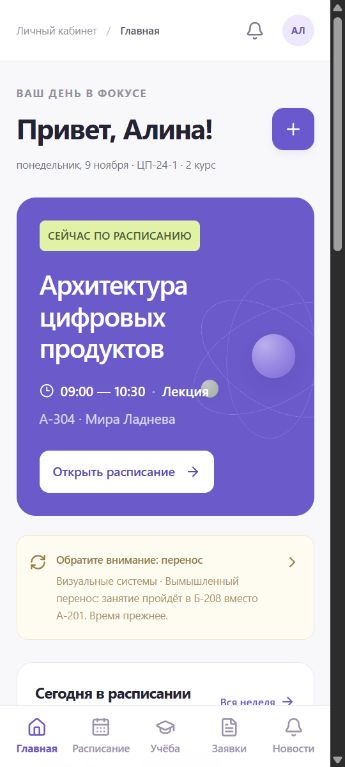 Личный кабинет / Главная
АЛ
ВАШ ДЕНЬ В ФОКУСЕ
Привет, Алина!
понедельник, 9 ноября · ЦП-24-1 · 2 курс
СЕЙЧАС ПО РАСПИСАНИЮ
Архитектура
цифровых
продуктов
09:00 — 10:30 · Лекция
А-304 · Мира Ладнева
Открыть расписание
Обратите внимание: перенос
Визуальные системы · Вымышленный
перенос: занятие пройдёт в Б-208 вместо
А-201. Время прежнее.
Сегодня в расписании
Вся неделя
Главная
Расписание
Учёба
Заявки
Новости